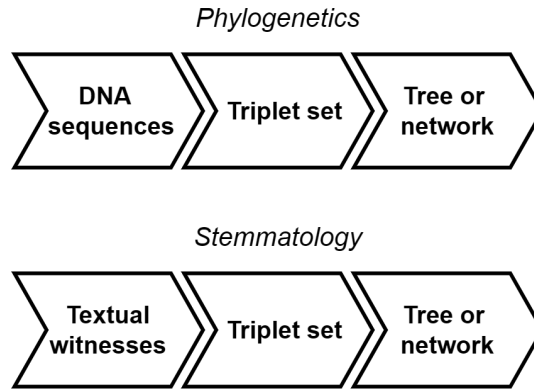 Phylogenetics
DNA
sequences
Triplet set
Tree or
network
Stemmatology
Textual
witnesses
Triplet set
Tree or
network